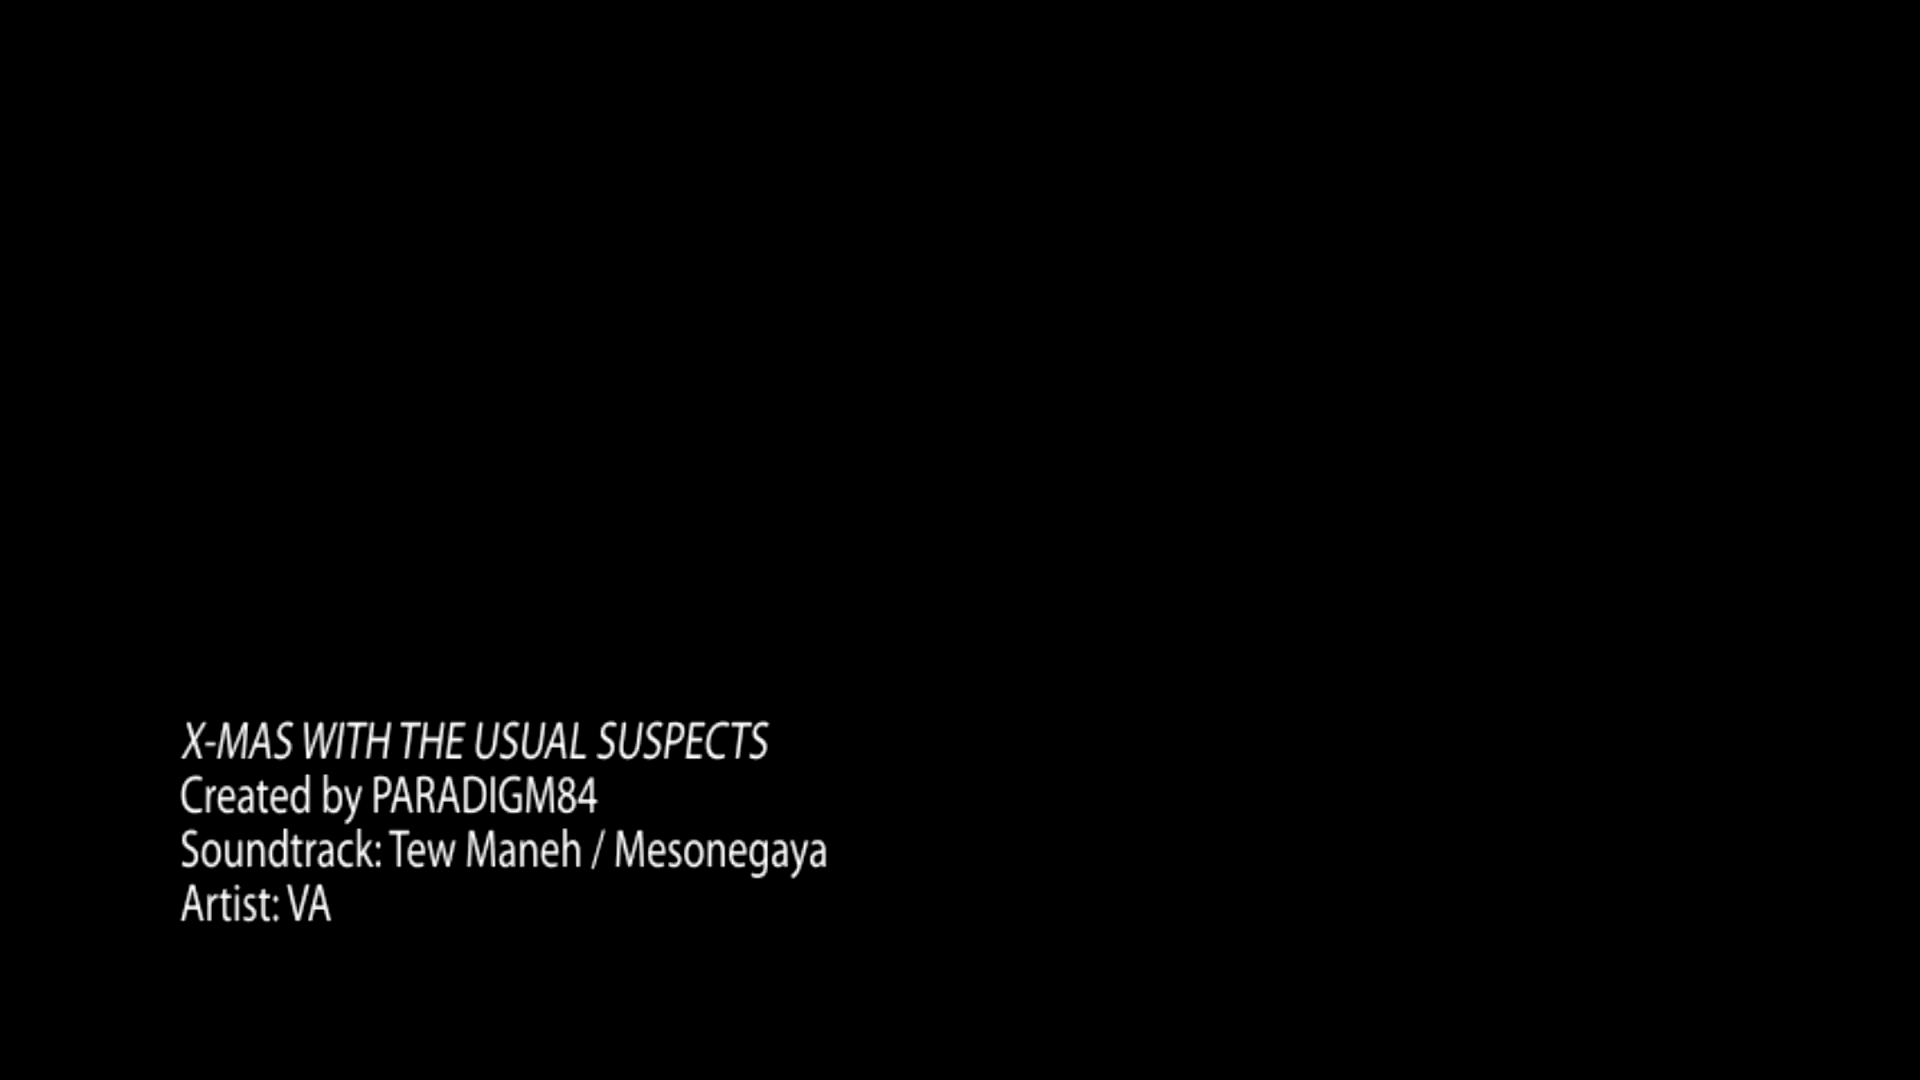 X-MAS WITH THE USUAL SUSPECTS
Created by PARADIGM84
Soundtrack: Tew Maneh / Mesonegaya
Artist: VA